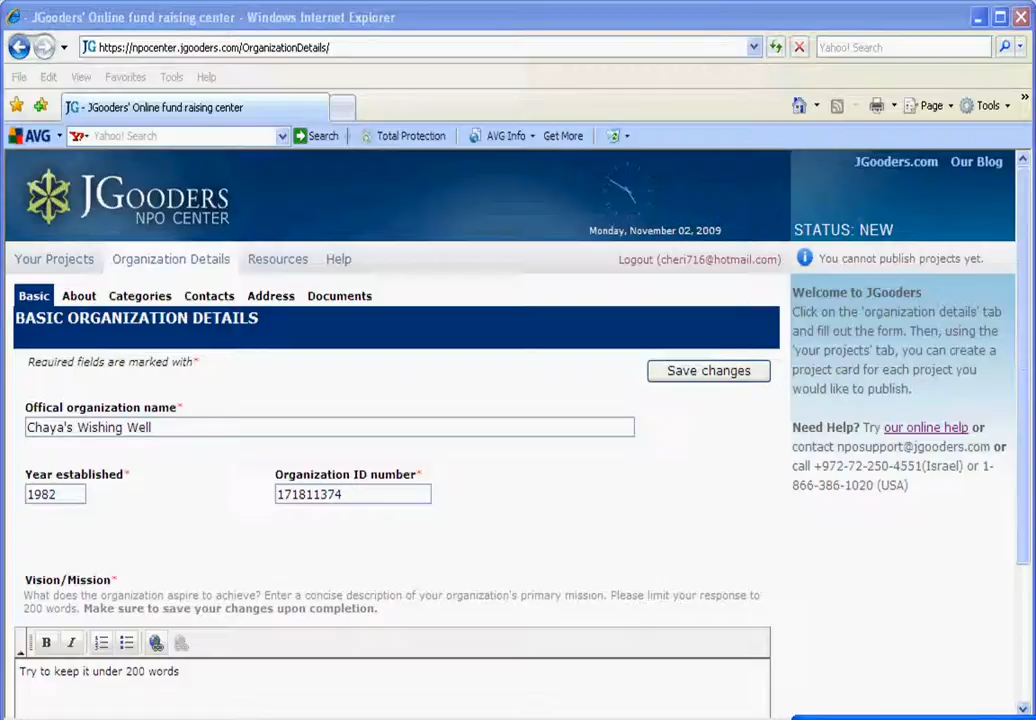 JGooders' Online fund raising center - Windows Internet Explorer
JG https://npocenter.jgooders.com/OrganizationDetails/
Yahoo! Search
File Edit View Favorites Tools Help
JG - JGooders' Online fund raising center
Page Tools »
AVG Y! Yahoo! Search Search Total Protection AVG Info Get More
JGooders.com Our Blog
JGOODERS
NPO CENTER
Monday, November 02, 2009
STATUS: NEW
Your Projects Organization Details Resources Help
Logout (cheri716@hotmail.com)
You cannot publish projects yet.
Basic About Categories Contacts Address Documents
BASIC ORGANIZATION DETAILS
Required fields are marked with*
Save changes
Offical organization name*
Chaya's Wishing Well
Year established*
Organization ID number*
1982
171811374
Vision/Mission*
What does the organization aspire to achieve? Enter a concise description of your organization's primary mission. Please limit your response to
200 words. Make sure to save your changes upon completion.
B I
Try to keep it under 200 words
Welcome to JGooders
Click on the 'organization details' tab
and fill out the form. Then, using the
'your projects' tab, you can create a
project card for each project you
would like to publish.
Need Help? Try our online help or
contact nposupport@jgooders.com or
call +972-72-250-4551(Israel) or 1-
866-386-1020 (USA)